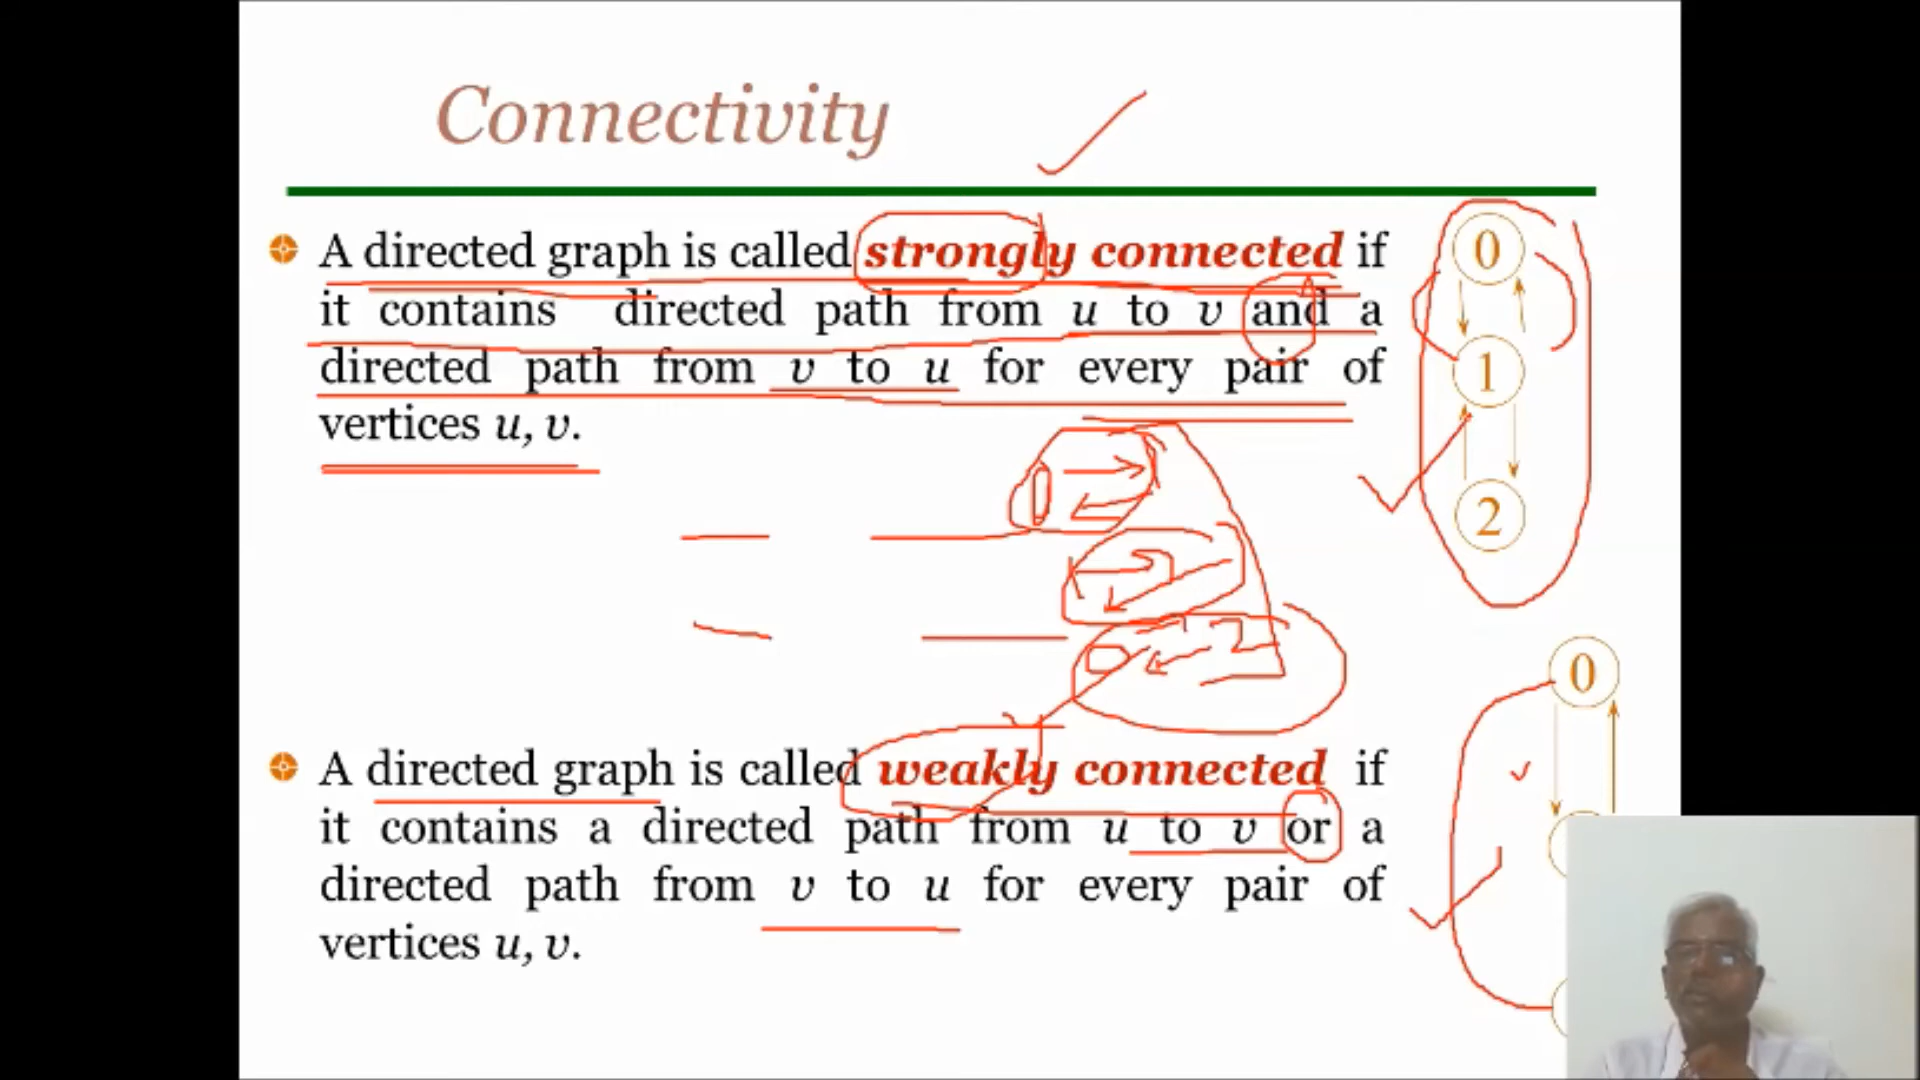 Connectivity
A directed graph is called strongly connected if
it contains directed path from u to v and a
directed path from v to u for every pair of
vertices u, v.
0
1
2
A directed graph is called weakly connected if
it contains a directed path from u to v or a
directed path from v to u for every pair of
vertices u, v.
0